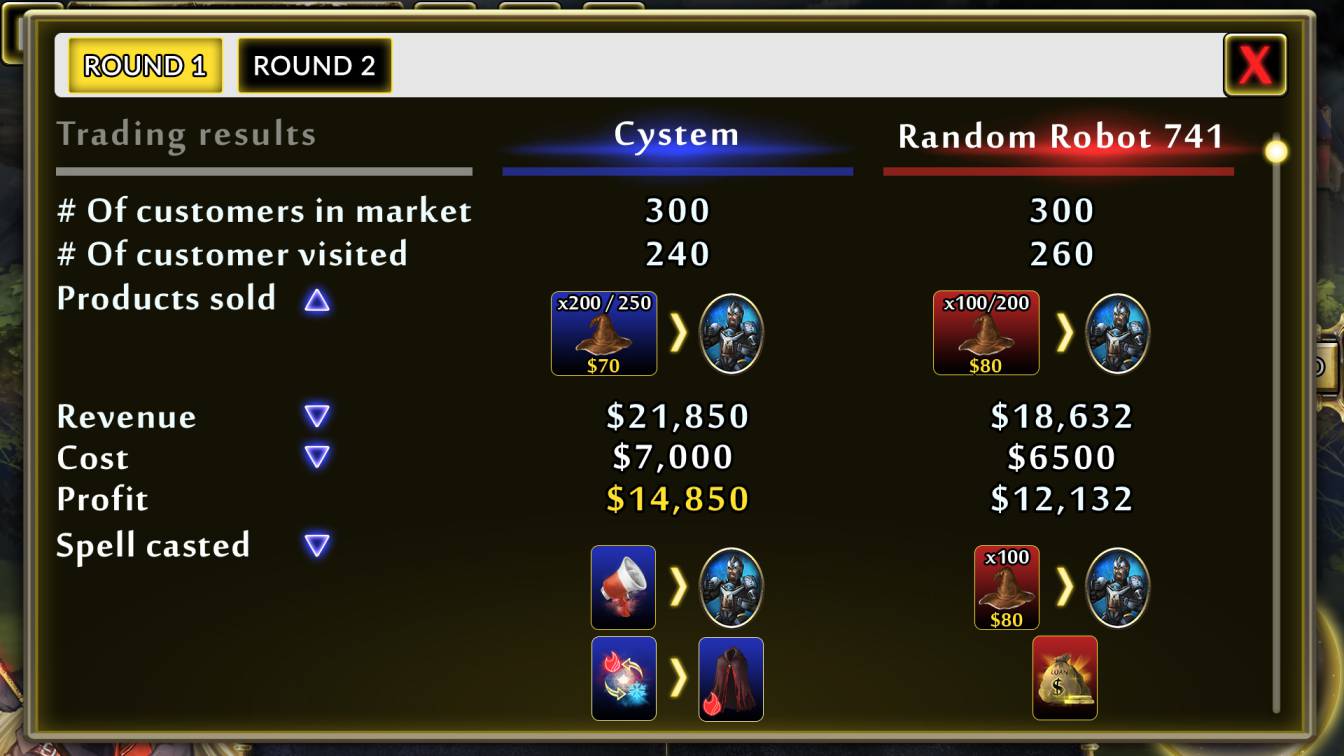 ROUND 1 ROUND 2 X
Trading results Cystem Random Robot 741
# Of customers in market 300 300
# Of customer visited 240 260
Products sold
x200 / 250 x100/200
$70 $80
Revenue $21,850 $18,632
Cost $7,000 $6500
Profit $14,850 $12,132
Spell casted
x100
$80
LOAN
$